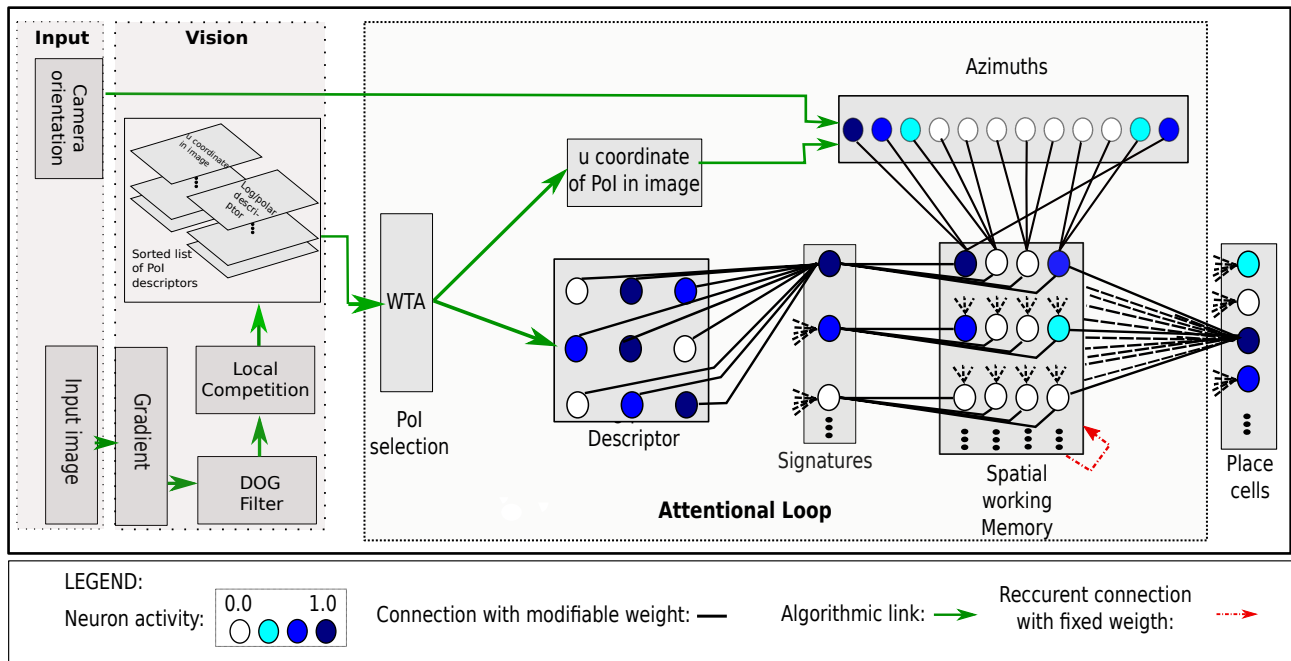 Input
Vision
Camera
orientation
u coordinate
in image
Log/polar
descri-
ptor
Sorted list
of PoI
descriptors
Local
Competition
Input image
Gradient
DOG
Filter
WTA
PoI
selection
u coordinate
of PoI in image
Azimuths
Descriptor
Signatures
Spatial
working
Memory
Attentional Loop
Place
cells
LEGEND:
Neuron activity:
0.0 1.0
Connection with modifiable weight:
Algorithmic link:
Reccurent connection
with fixed weigth: